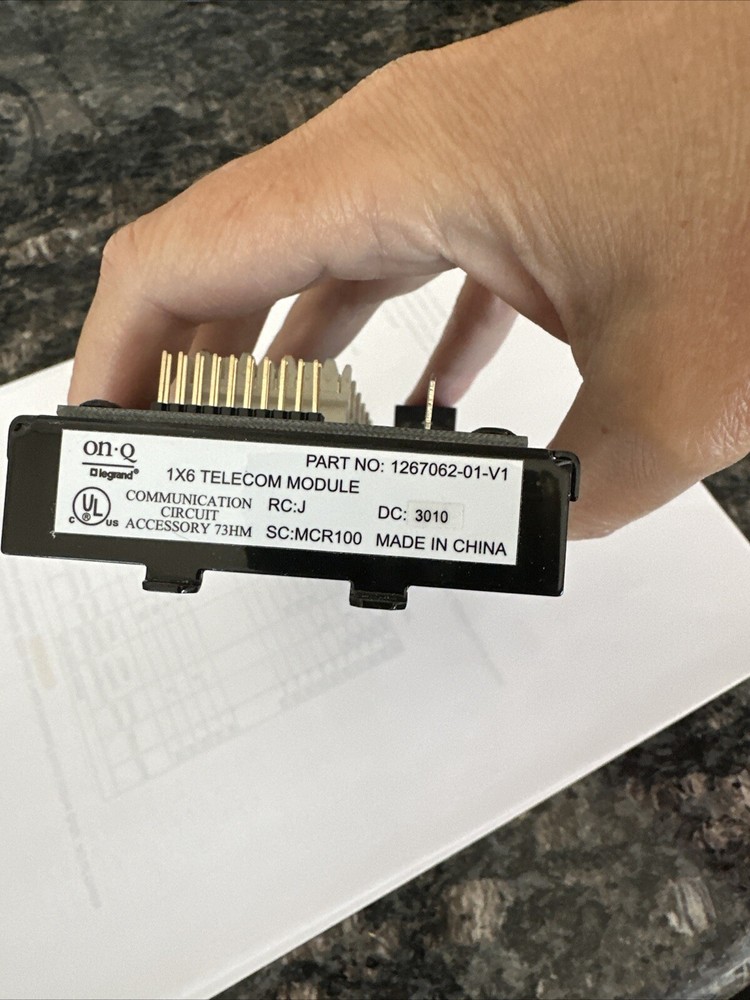 on·Q
legrand®
PART NO: 1267062-01-V1
1X6 TELECOM MODULE
c UL ® us
COMMUNICATION
CIRCUIT
ACCESSORY 73HM
RC:J
DC: 3010
SC:MCR100 MADE IN CHINA